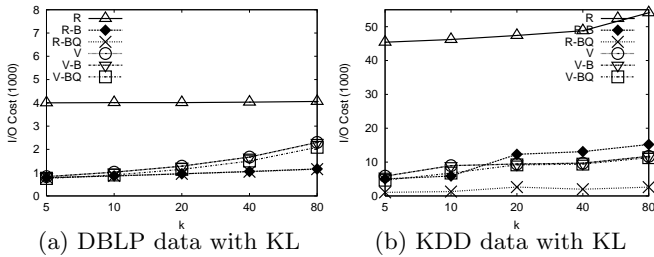 I/O Cost (1000)
8
7
6
5
4
3
2
1
0
5 10 20 40 80
k
R
R-B
R-BQ
V
V-B
V-BQ
(a) DBLP data with KL
I/O Cost (1000)
50
40
30
20
10
0
5 10 20 40 80
k
R
R-B
R-BQ
V
V-B
V-BQ
(b) KDD data with KL